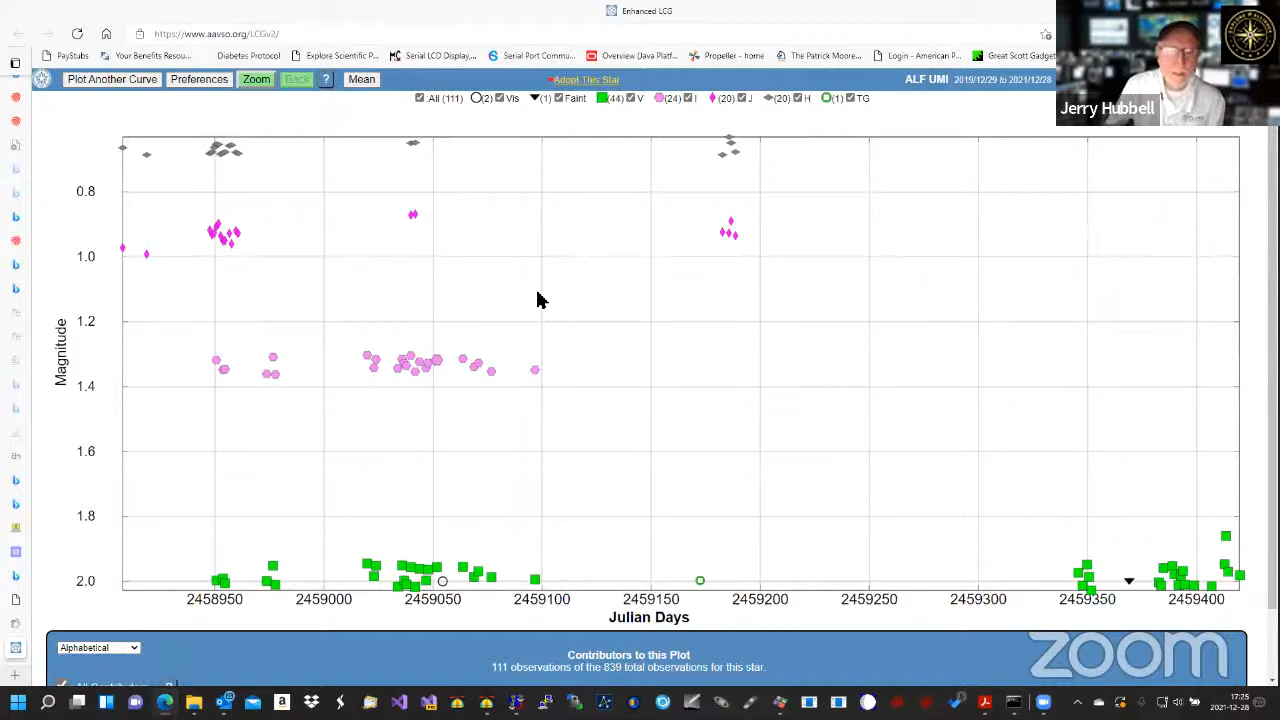 Enhanced LCG
https://www.aavso.org/LCGv2/
PayStubs
Your Benefits Resou...
Diabetes Protocol
Explore Scientific P...
Serial LCD Display,...
Serial Port Commu...
Overview (Java Platf...
Propeller - home
The Patrick Moore...
Login - American P...
Great Scott Gadge
Jerry Hubbell
Plot Another Curve
Preferences
Zoom
Back
?
Mean
Adopt This Star
ALF UMI 2019/12/29 to 2021/12/28
:All (111) (2) Vis (1) Faint (44) V (24) I (20) J (20) H (1) TG
0.8
1.0
1.2
1.4
1.6
1.8
2.0
Magnitude
2458950 2459000 2459050 2459100 2459150 2459200 2459250 2459300 2459350 2459400
Julian Days
Alphabetical
Contributors to this Plot
111 observations of the 839 total observations for this star.
zoom
17:25
2021-12-28